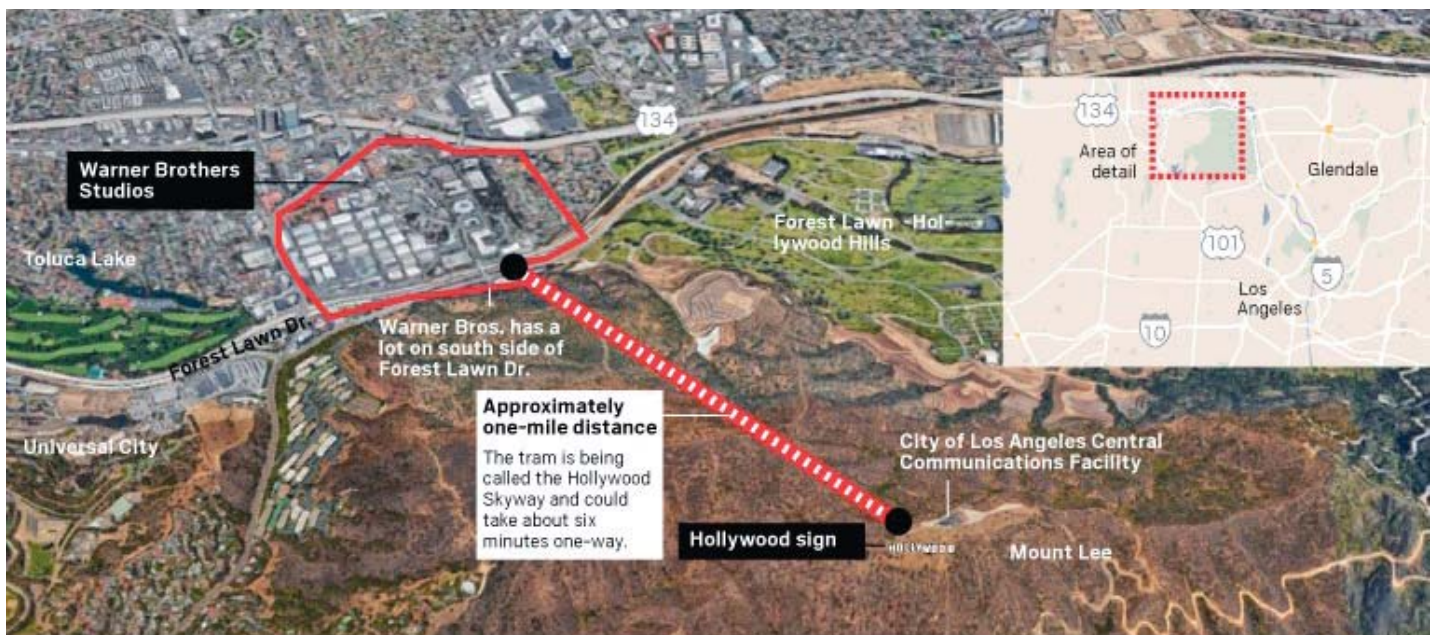 134
Warner Brothers
Studios
Toluca Lake
Forest Lawn Dr.
Universal City
Warner Bros. has a
lot on south side of
Forest Lawn Dr.
Forest Lawn -Hol-
lywood Hills
Approximately
one-mile distance
The tram is being
called the Hollywood
Skyway and could
take about six
minutes one-way.
City of Los Angeles Central
Communications Facility
Hollywood sign
HOLLYWOOD
Mount Lee
134
Area of
detail
Glendale
101
5
Los
Angeles
10